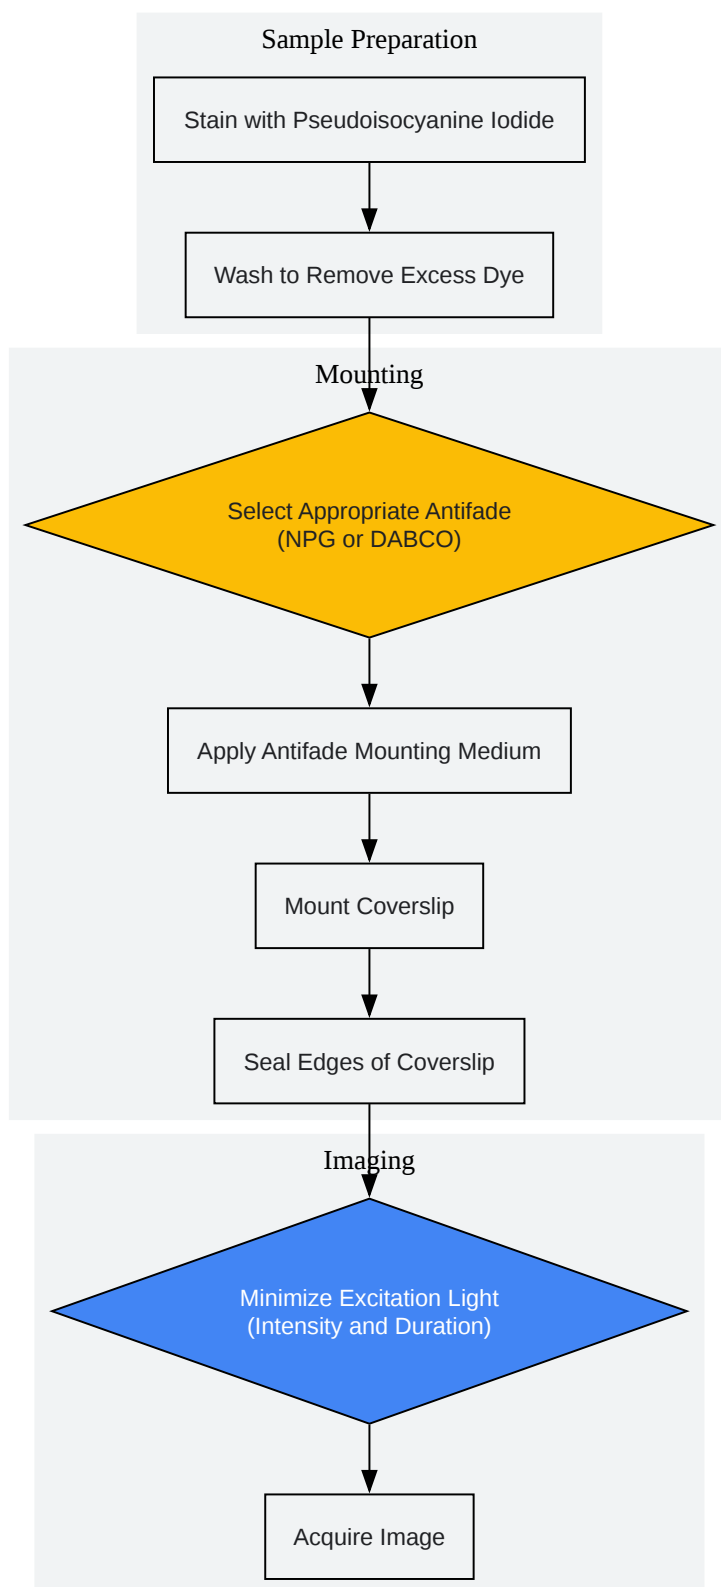 Sample Preparation
Stain with Pseudoisocyanine Iodide
Wash to Remove Excess Dye
Mounting
Select Appropriate Antifade
(NPG or DABCO)
Apply Antifade Mounting Medium
Mount Coverslip
Seal Edges of Coverslip
Imaging
Minimize Excitation Light
(Intensity and Duration)
Acquire Image